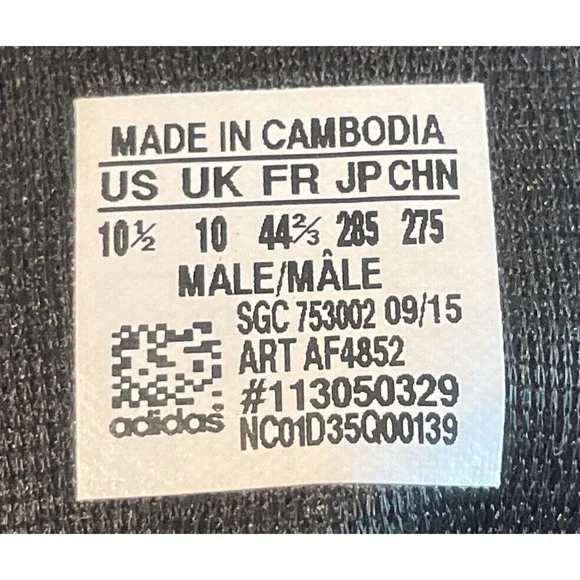 MADE IN CAMBODIA
US UK FR JP CHN
10½ 10 44⅔ 285 275
MALE/MÂLE
SGC 753002 09/15
ART AF4852
#113050329
adidas NC01D35Q00139